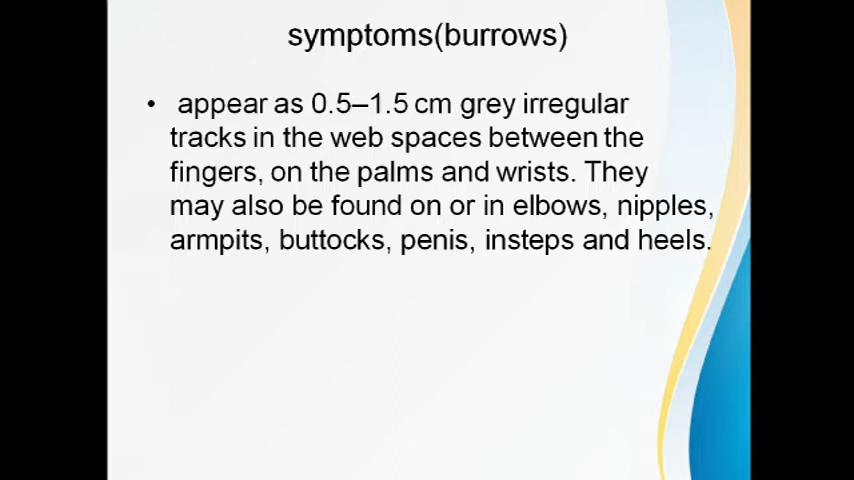 symptoms(burrows)
• appear as 0.5–1.5 cm grey irregular
tracks in the web spaces between the
fingers, on the palms and wrists. They
may also be found on or in elbows, nipples,
armpits, buttocks, penis, insteps and heels.